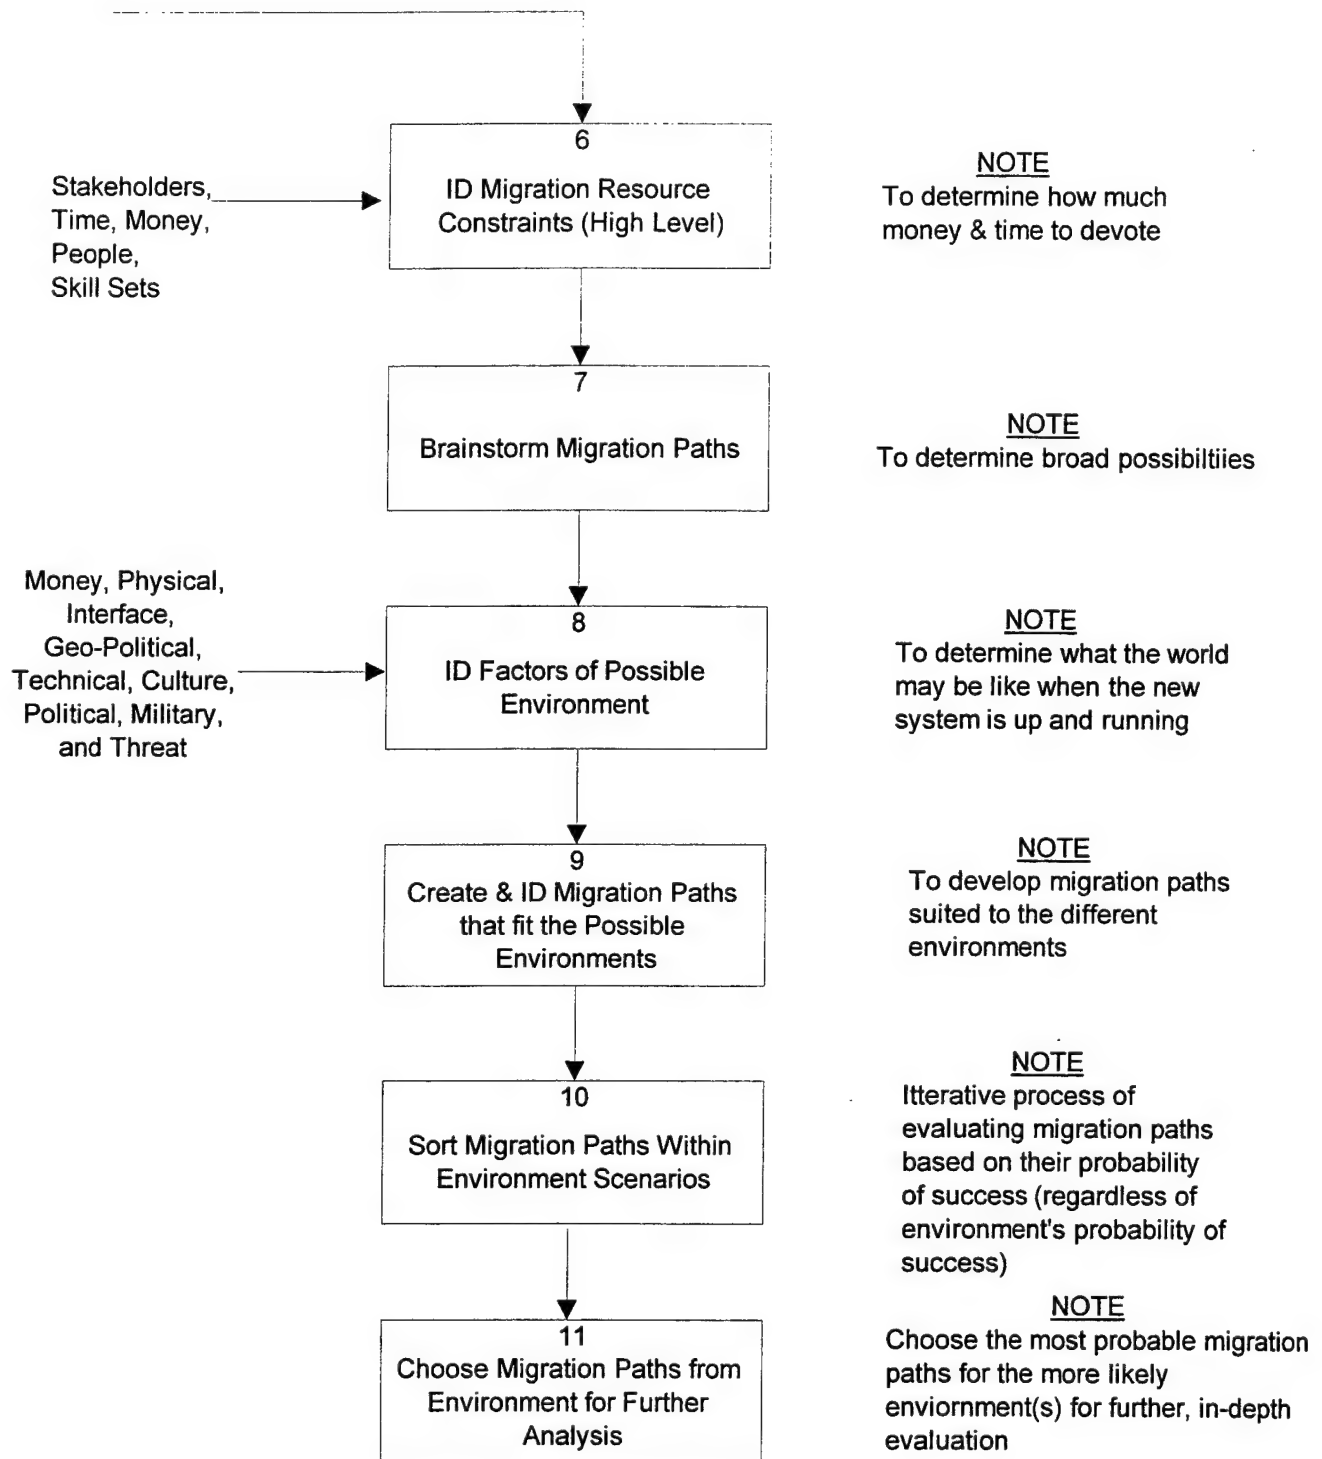 6
ID Migration Resource
Constraints (High Level)
Stakeholders,
Time, Money,
People,
Skill Sets
NOTE
To determine how much
money & time to devote
7
Brainstorm Migration Paths
NOTE
To determine broad possibiltiies
Money, Physical,
Interface,
Geo-Political,
Technical, Culture,
Political, Military,
and Threat
8
ID Factors of Possible
Environment
NOTE
To determine what the world
may be like when the new
system is up and running
9
Create & ID Migration Paths
that fit the Possible
Environments
NOTE
To develop migration paths
suited to the different
environments
10
Sort Migration Paths Within
Environment Scenarios
NOTE
Itterative process of
evaluating migration paths
based on their probability
of success (regardless of
environment's probability of
success)
11
Choose Migration Paths from
Environment for Further
Analysis
NOTE
Choose the most probable migration
paths for the more likely
enviornment(s) for further, in-depth
evaluation